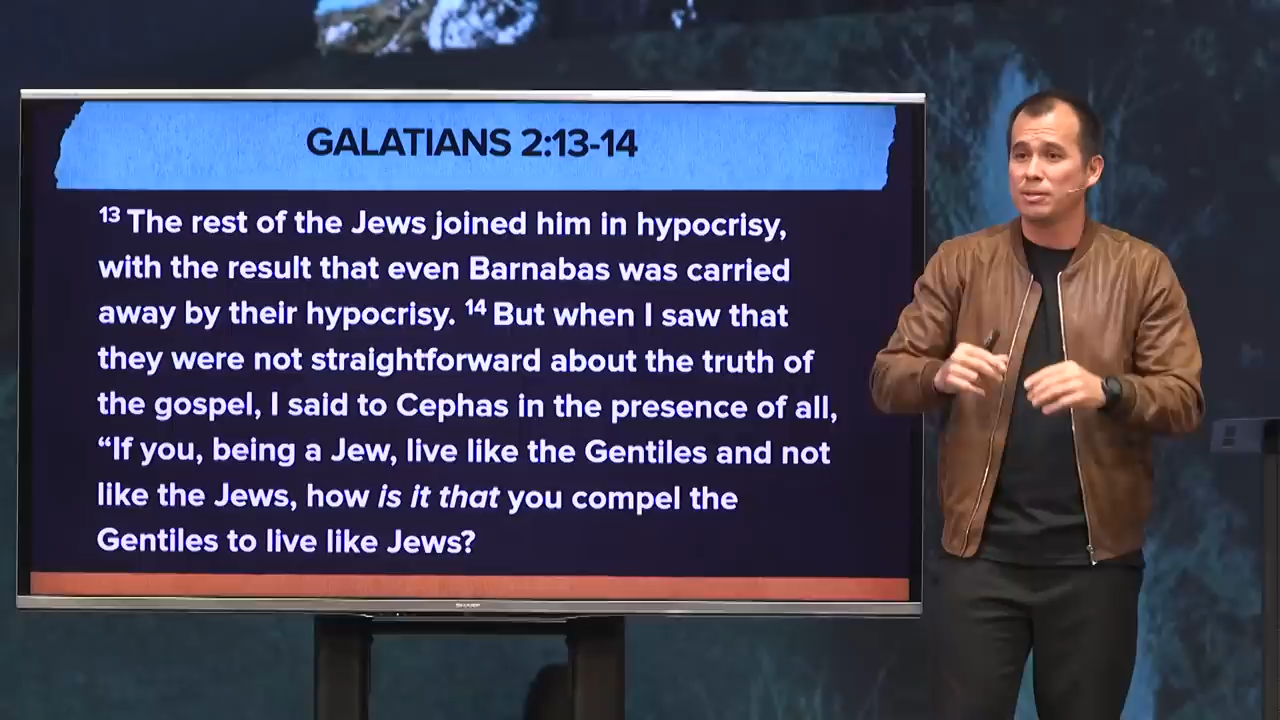 GALATIANS 2:13-14
¹³ The rest of the Jews joined him in hypocrisy,
with the result that even Barnabas was carried
away by their hypocrisy. ¹⁴ But when I saw that
they were not straightforward about the truth of
the gospel, I said to Cephas in the presence of all,
“If you, being a Jew, live like the Gentiles and not
like the Jews, how is it that you compel the
Gentiles to live like Jews?
SHARP